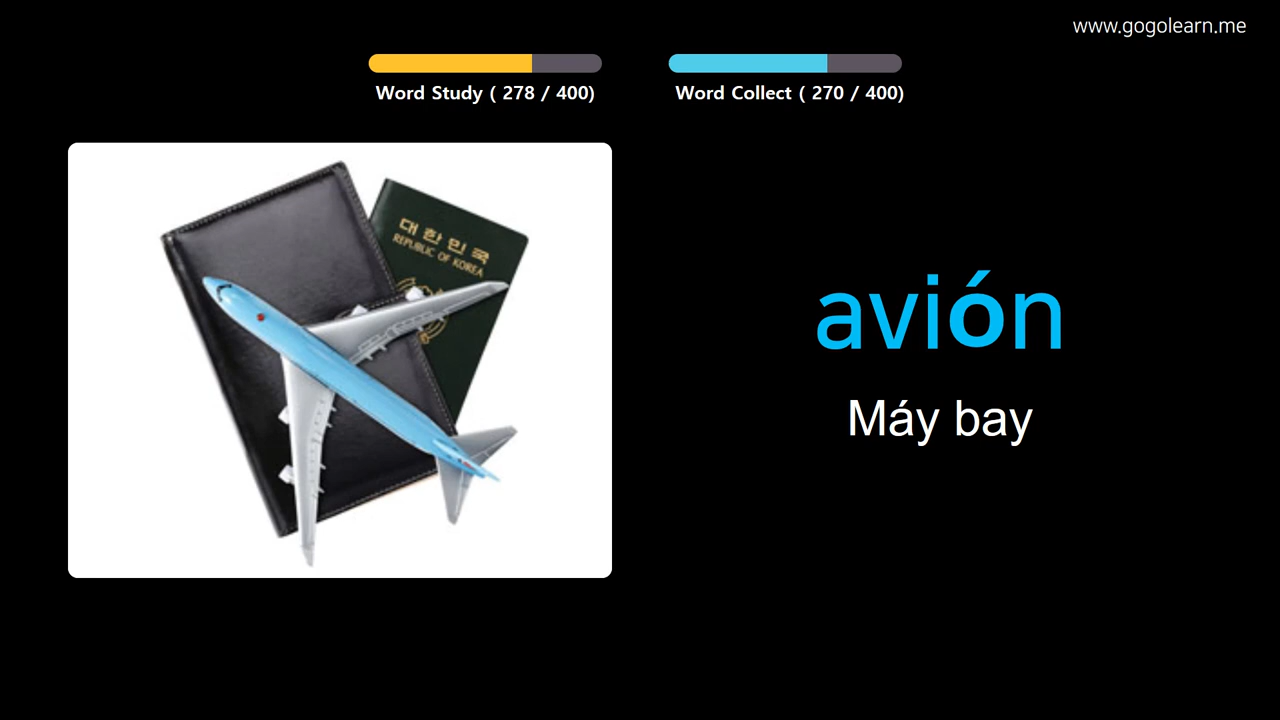 www.gogolearn.me
Word Study ( 278 / 400)
Word Collect ( 270 / 400)
대한민국
REPUBLIC OF KOREA
avión
Máy bay